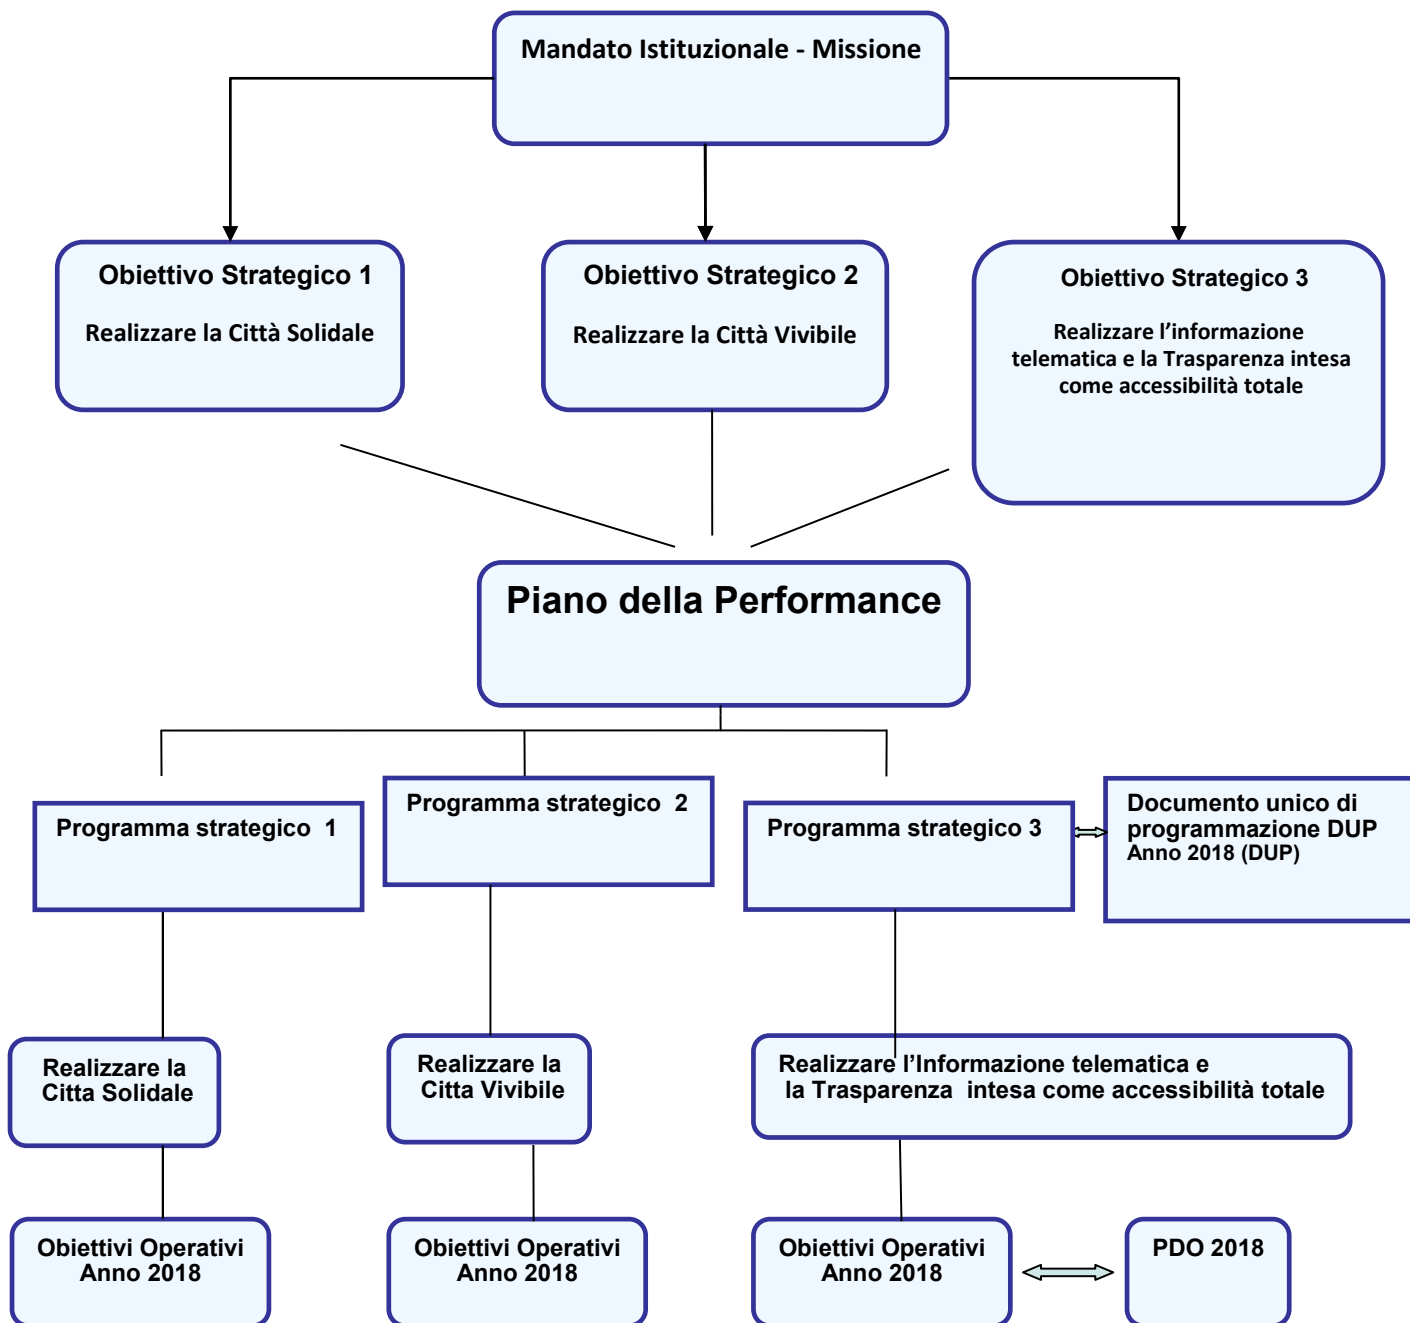 Mandato Istituzionale - Missione
Obiettivo Strategico 1
Realizzare la Città Solidale
Obiettivo Strategico 2
Realizzare la Città Vivibile
Obiettivo Strategico 3
Realizzare l’informazione
telematica e la Trasparenza intesa
come accessibilità totale
Piano della Performance
Programma strategico 1
Programma strategico 2
Programma strategico 3
Documento unico di
programmazione DUP
Anno 2018 (DUP)
Realizzare la
Citta Solidale
Realizzare la
Citta Vivibile
Realizzare l’Informazione telematica e
la Trasparenza intesa come accessibilità totale
Obiettivi Operativi
Anno 2018
Obiettivi Operativi
Anno 2018
Obiettivi Operativi
Anno 2018
PDO 2018